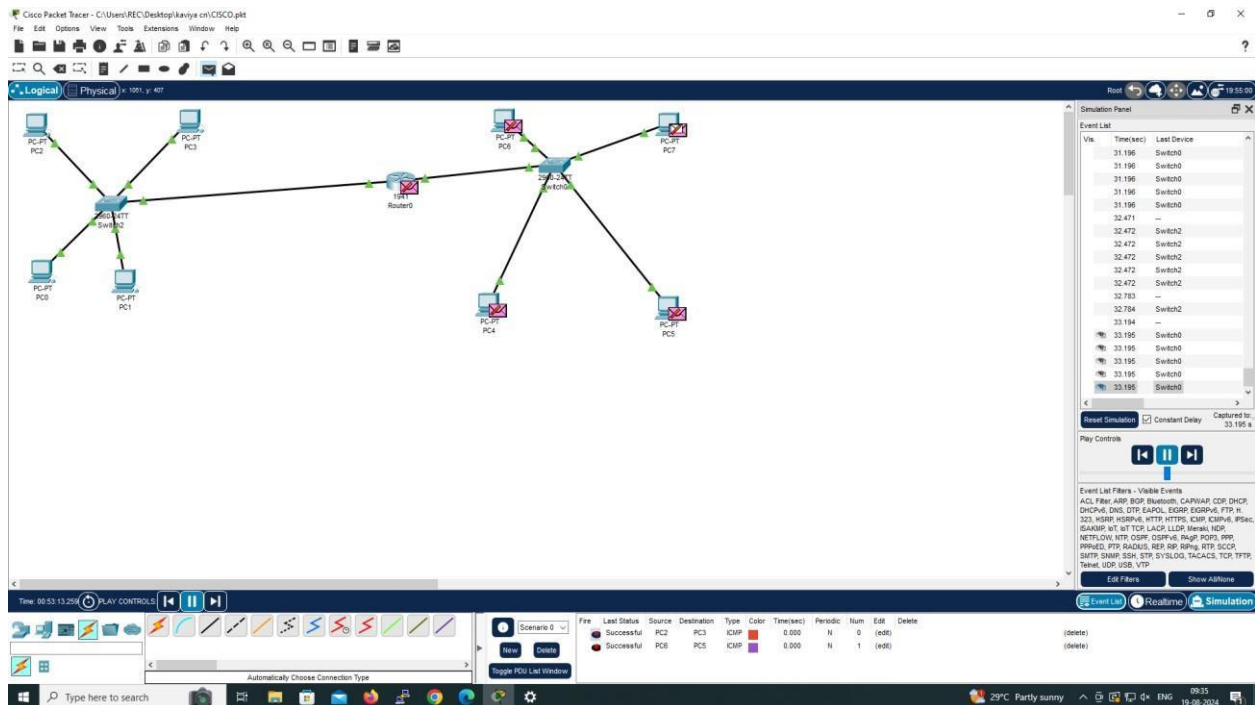 Cisco Packet Tracer - C:\Users\REC\Desktop\kaviya cn\CISCO.pkt
File Edit Options View Tools Extensions Window Help
?
Logical Physical x: 1051, y: 407
Root 19:55:00
PC-PT
PC2
PC-PT
PC3
2960-24TT
Switch2
PC-PT
PC0
PC-PT
PC1
1941
Router0
PC-PT
PC6
PC-PT
PC7
2960-24TT
Switch0
PC-PT
PC4
PC-PT
PC5
Simulation Panel
Event List
Vis. Time(sec) Last Device
31.196 Switch0
31.196 Switch0
31.196 Switch0
31.196 Switch0
31.196 Switch0
32.471 --
32.472 Switch2
32.472 Switch2
32.472 Switch2
32.472 Switch2
32.472 Switch2
32.783 --
32.784 Switch2
33.194 --
33.195 Switch0
33.195 Switch0
33.195 Switch0
33.195 Switch0
33.195 Switch0
Reset Simulation Constant Delay Captured to:
33.195 s
Play Controls
Event List Filters - Visible Events
ACL Filter, ARP, BGP, Bluetooth, CAPWAP, CDP, DHCP,
DHCPv6, DNS, DTP, EAPOL, EIGRP, EIGRPv6, FTP, H.
323, HSRP, HSRPv6, HTTP, HTTPS, ICMP, ICMPv6, IPSec,
ISAKMP, IoT, IoT TCP, LACP, LLDP, Meraki, NDP,
NETFLOW, NTP, OSPF, OSPFv6, PAgP, POP3, PPP,
PPPoED, PTP, RADIUS, REP, RIP, RIPng, RTP, SCCP,
SMTP, SNMP, SSH, STP, SYSLOG, TACACS, TCP, TFTP,
Telnet, UDP, USB, VTP
Edit Filters Show All/None
Time: 00:53:13.259 PLAY CONTROLS:
Event List Realtime Simulation
Scenario 0
New Delete
Toggle PDU List Window
Fire Last Status Source Destination Type Color Time(sec) Periodic Num Edit Delete
Successful PC2 PC3 ICMP 0.000 N 0 (edit) (delete)
Successful PC6 PC5 ICMP 0.000 N 1 (edit) (delete)
Automatically Choose Connection Type
Type here to search
29°C Partly sunny ENG 09:35
19-08-2024